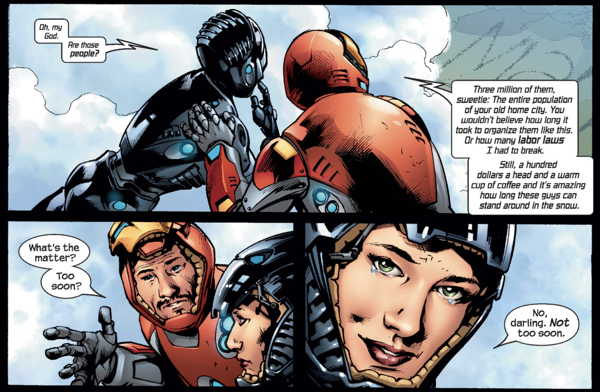 Oh, my
God.
Are those
people?
Three million of them,
sweetie: The entire population
of your old home city. You
wouldn't believe how long it
took to organize them like this.
Or how many labor laws
I had to break.
Still, a hundred
dollars a head and a warm
cup of coffee and it's amazing
how long these guys can
stand around in the snow.
What's the
matter?
Too
soon?
No,
darling. Not
too soon.